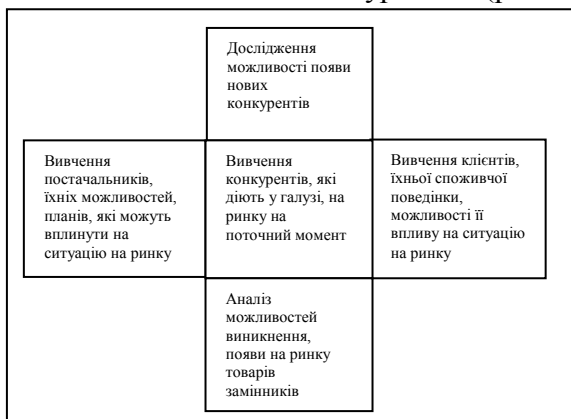 Дослідження
можливості появи
нових
конкурентів
Вивчення
постачальників,
їхніх можливостей,
планів, які можуть
вплинути на
ситуацію на ринку
Вивчення
конкурентів, які
діють у галузі, на
ринку на
поточний момент
Вивчення клієнтів,
їхньої споживчої
поведінки,
можливості її
впливу на ситуацію
на ринку
Аналіз
можливостей
виникнення,
появи на ринку
товарів
замінників